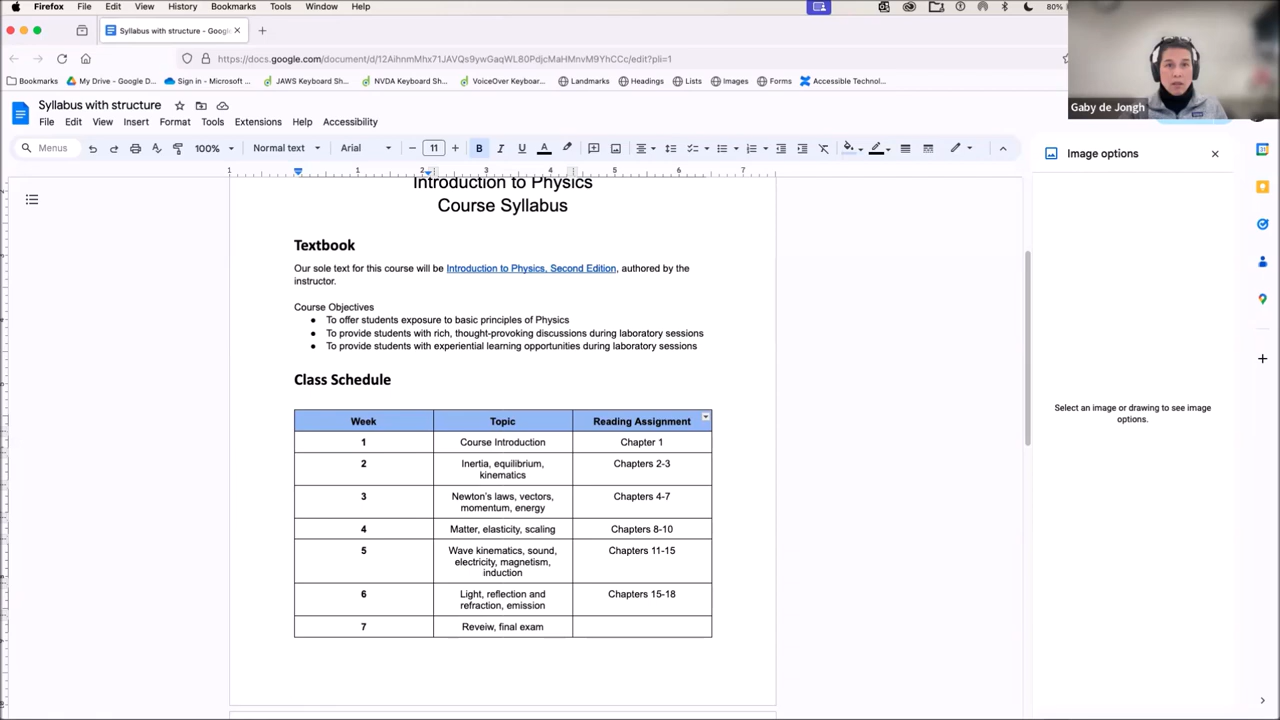 Firefox File Edit View History Bookmarks Tools Window Help 80%
Syllabus with structure - Googl
https://docs.google.com/document/d/12AihnmMhx71JAVQs9ywGaqWL80PdjcMaHMnvM9YhCCc/edit?pli=1
Bookmarks My Drive - Google D... Sign in - Microsoft ... JAWS Keyboard Sh... NVDA Keyboard Sh... VoiceOver Keyboar... Landmarks Headings Lists Images Forms Accessible Technol...
Gaby de Jongh
Syllabus with structure
File Edit View Insert Format Tools Extensions Help Accessibility
Menus 100% Normal text Arial 11 B I U A
Image options
1 1 2 3 4 5 6 7
Introduction to Physics
Course Syllabus
Textbook
Our sole text for this course will be Introduction to Physics, Second Edition, authored by the
instructor.
Course Objectives
● To offer students exposure to basic principles of Physics
● To provide students with rich, thought-provoking discussions during laboratory sessions
● To provide students with experiential learning opportunities during laboratory sessions
Class Schedule
Week Topic Reading Assignment
1 Course Introduction Chapter 1
2 Inertia, equilibrium, Chapters 2-3
kinematics
3 Newton's laws, vectors, Chapters 4-7
momentum, energy
4 Matter, elasticity, scaling Chapters 8-10
5 Wave kinematics, sound, Chapters 11-15
electricity, magnetism,
induction
6 Light, reflection and Chapters 15-18
refraction, emission
7 Reveiw, final exam
Select an image or drawing to see image
options.